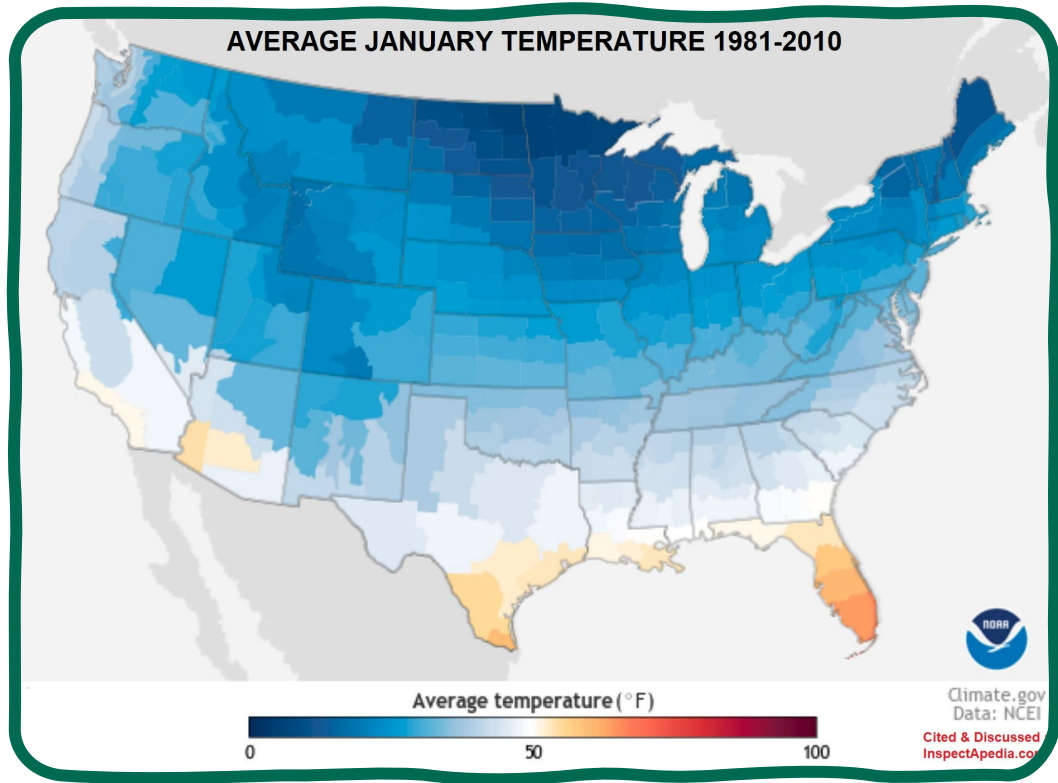 AVERAGE JANUARY TEMPERATURE 1981-2010
NOAA
Average temperature (°F)
0
50
100
Climate.gov
Data: NCEI
Cited & Discussed
InspectApedia.co